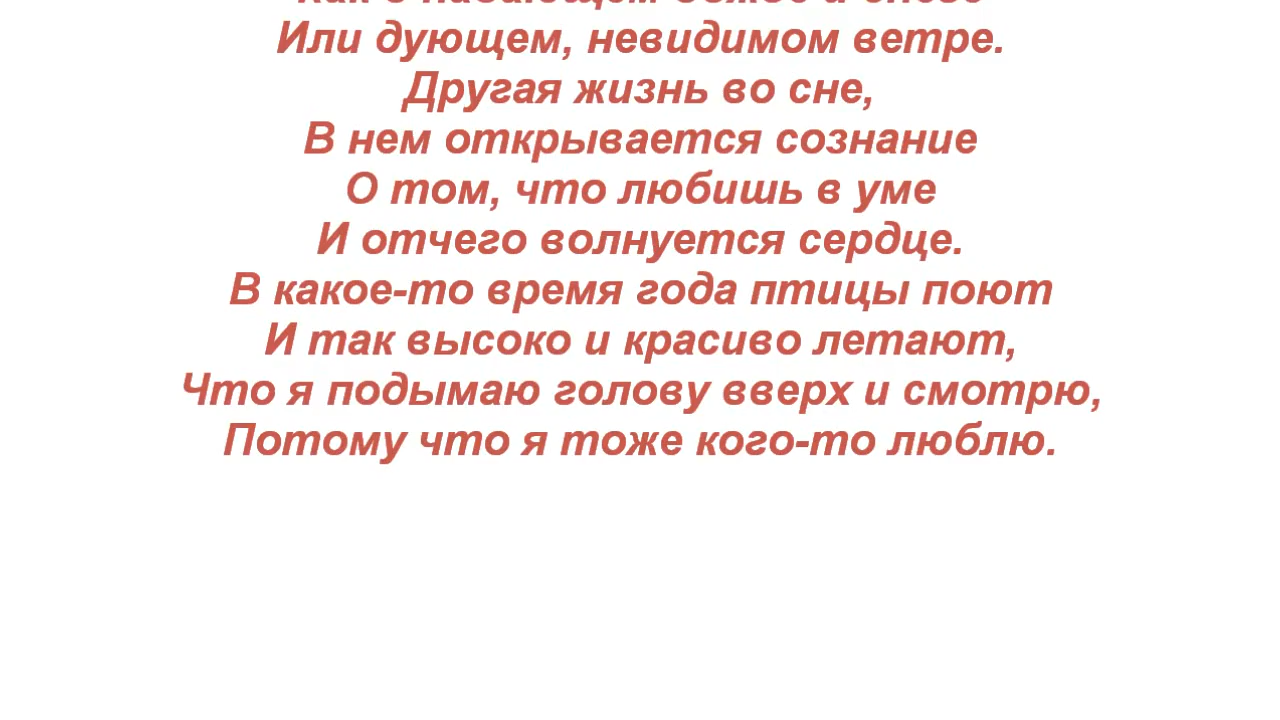 Или дующем, невидимом ветре.
Другая жизнь во сне,
В нем открывается сознание
О том, что любишь в уме
И отчего волнуется сердце.
В какое-то время года птицы поют
И так высоко и красиво летают,
Что я подымаю голову вверх и смотрю,
Потому что я тоже кого-то люблю.